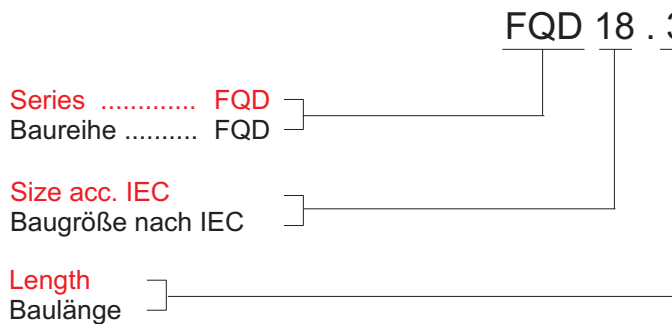 FQD 18 .
Series ............. FQD
Baureihe .......... FQD
Size acc. IEC
Baugröße nach IEC
Length
Baulänge